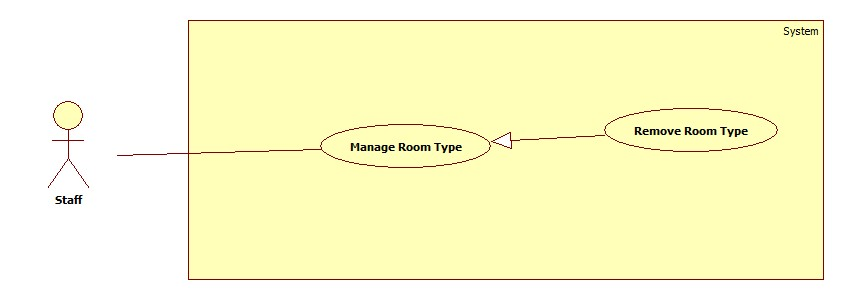 System
Manage Room Type
Remove Room Type
Staff